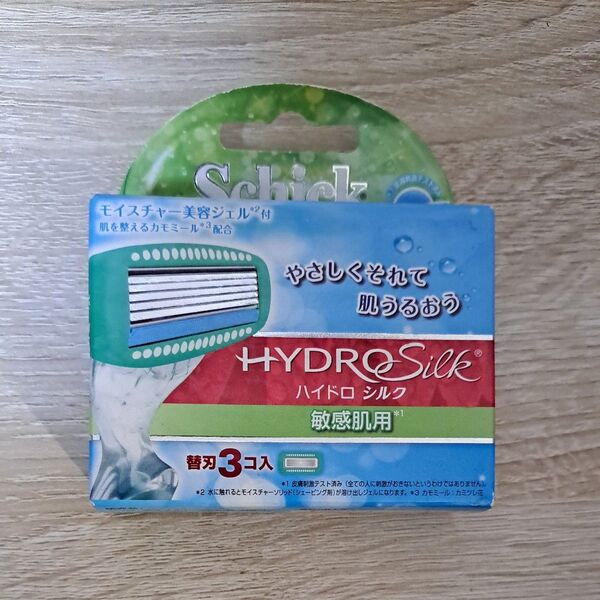 Schick
モイスチャー美容ジェル*2付
肌を整えるカモミール*3配合
やさしくそれて
肌うるおう
HYDRO Silk®
ハイドロ シルク
敏感肌用*1
替刃3コ入
*1 皮膚刺激テスト済み(全ての人に刺激がおきないというわけではありません)。
*2 水に触れるとモイスチャーソリッド(シェービング剤)が溶け出しジェルになります。*3 カモミール:カミツレ花